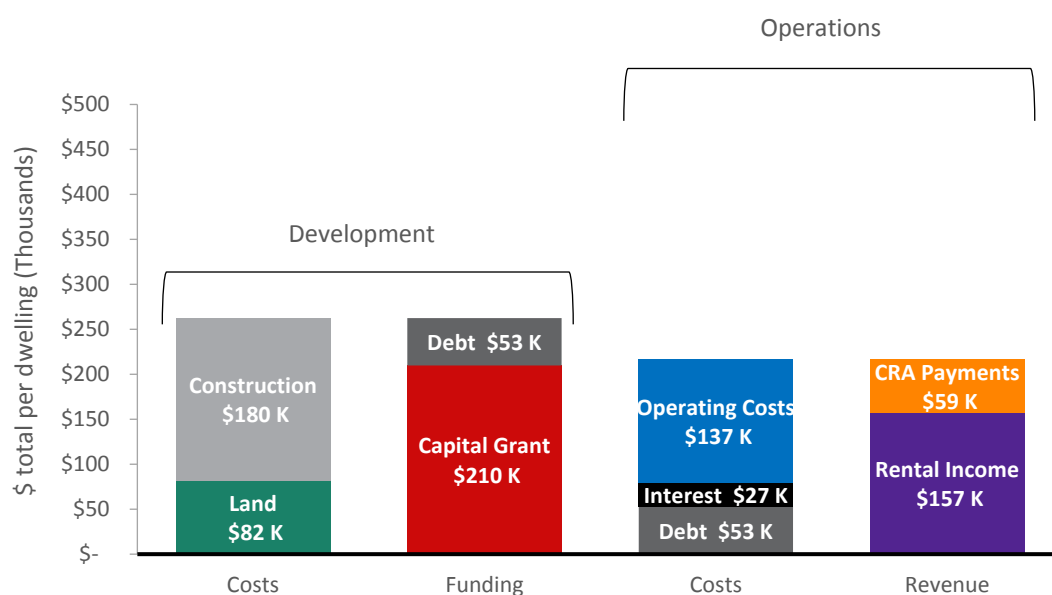 Operations
$ total per dwelling (Thousands)
$500
$450
$400
$350
$300
$250
$200
$150
$100
$50
$-
Development
Construction
$180 K
Land
$82 K
Debt  $53 K
Capital Grant
$210 K
Operating Costs
$137 K
Interest  $27 K
Debt  $53 K
CRA Payments
$59 K
Rental Income
$157 K
Costs
Funding
Costs
Revenue